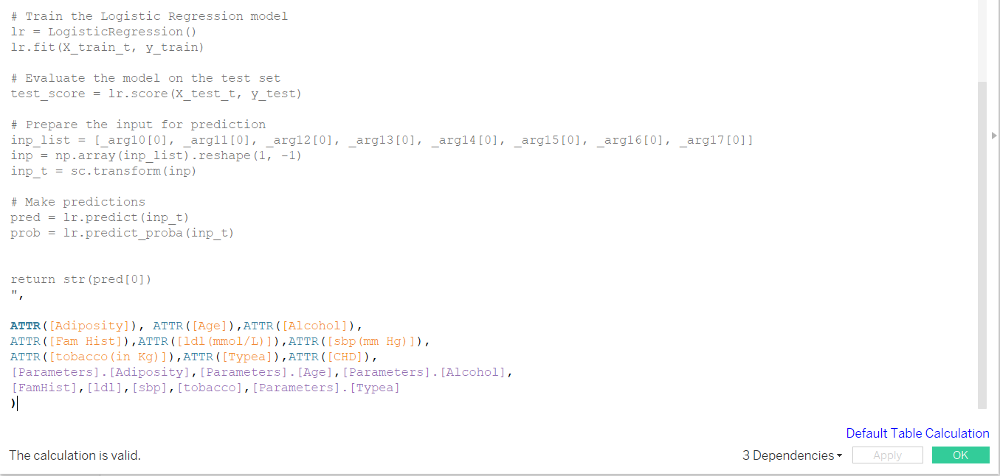 # Train the Logistic Regression model
lr = LogisticRegression()
lr.fit(X_train_t, y_train)
# Evaluate the model on the test set
test_score = lr.score(X_test_t, y_test)
# Prepare the input for prediction
inp_list = [_arg10[0], _arg11[0], _arg12[0], _arg13[0], _arg14[0], _arg15[0], _arg16[0], _arg17[0]]
inp = np.array(inp_list).reshape(1, -1)
inp_t = sc.transform(inp)
# Make predictions
pred = lr.predict(inp_t)
prob = lr.predict_proba(inp_t)
return str(pred[0])
",
ATTR([Adiposity]), ATTR([Age]),ATTR([Alcohol]),
ATTR([Fam Hist]),ATTR([ldl(mmol/L)]),ATTR([sbp(mm Hg)]),
ATTR([tobacco(in Kg)]),ATTR([Typea]),ATTR([CHD]),
[Parameters].[Adiposity],[Parameters].[Age],[Parameters].[Alcohol],
[FamHist],[ldl],[sbp],[tobacco],[Parameters].[Typea]
)
Default Table Calculation
The calculation is valid.
3 Dependencies
Apply
OK